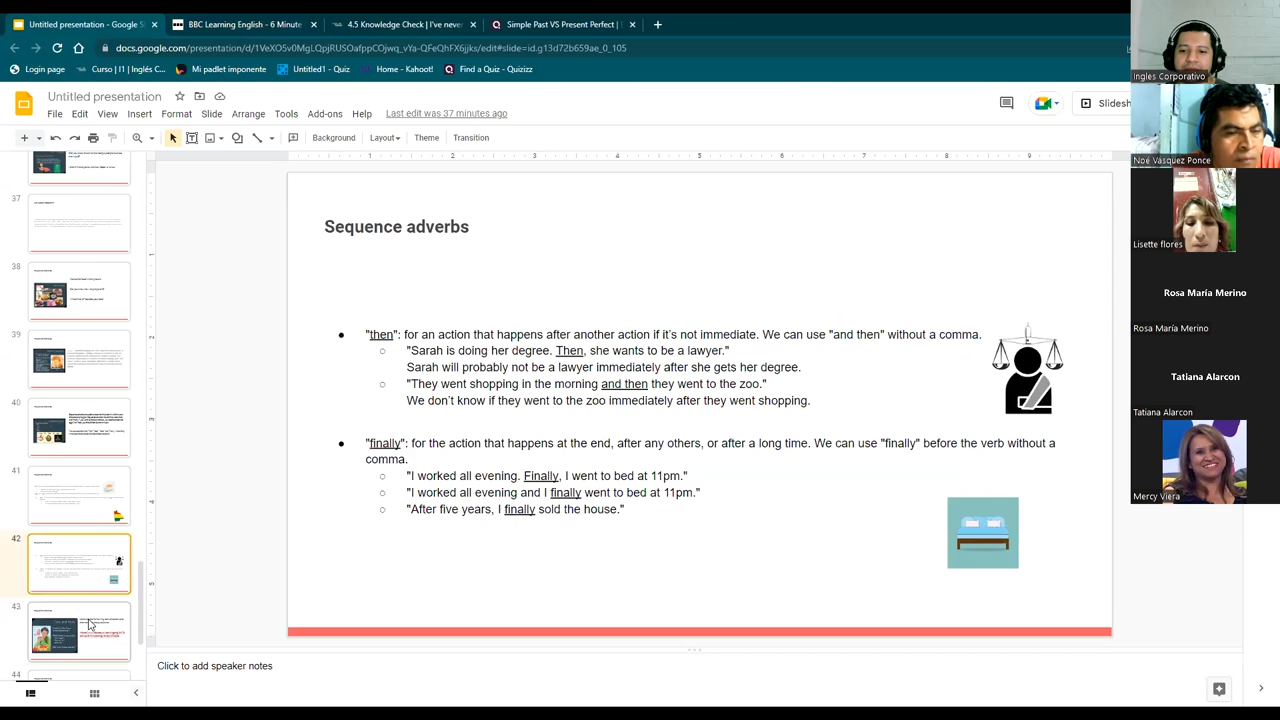 Untitled presentation - Google S
BBC Learning English - 6 Minute
4.5 Knowledge Check | I've never
Simple Past VS Present Perfect | E
docs.google.com/presentation/d/1VeXO5v0MgLQpjRUSOafppCOjwq_vYa-QFeQhFX6jjks/edit#slide=id.g13d72b659ae_0_105
Login page
Curso | I1 | Inglés C...
Mi padlet imponente
Untitled1 - Quiz
Home - Kahoot!
Find a Quiz - Quizizz
Untitled presentation
File Edit View Insert Format Slide Arrange Tools Add-ons Help
Last edit was 37 minutes ago
Slidesh
Background Layout Theme Transition
Ingles Corporativo
Noé Vásquez Ponce
Lisette flores
Rosa María Merino
Rosa María Merino
Tatiana Alarcon
Tatiana Alarcon
Mercy Viera
37
38
39
40
41
42
43
44
Sequence adverbs
"then": for an action that happens after another action if it's not immediate. We can use "and then" without a comma.
"Sarah is doing her degree. Then, she wants to be a lawyer."
Sarah will probably not be a lawyer immediately after she gets her degree.
"They went shopping in the morning and then they went to the zoo."
We don't know if they went to the zoo immediately after they went shopping.
"finally": for the action that happens at the end, after any others, or after a long time. We can use "finally" before the verb without a
comma.
"I worked all evening. Finally, I went to bed at 11pm."
"I worked all evening and I finally went to bed at 11pm."
"After five years, I finally sold the house."
Click to add speaker notes